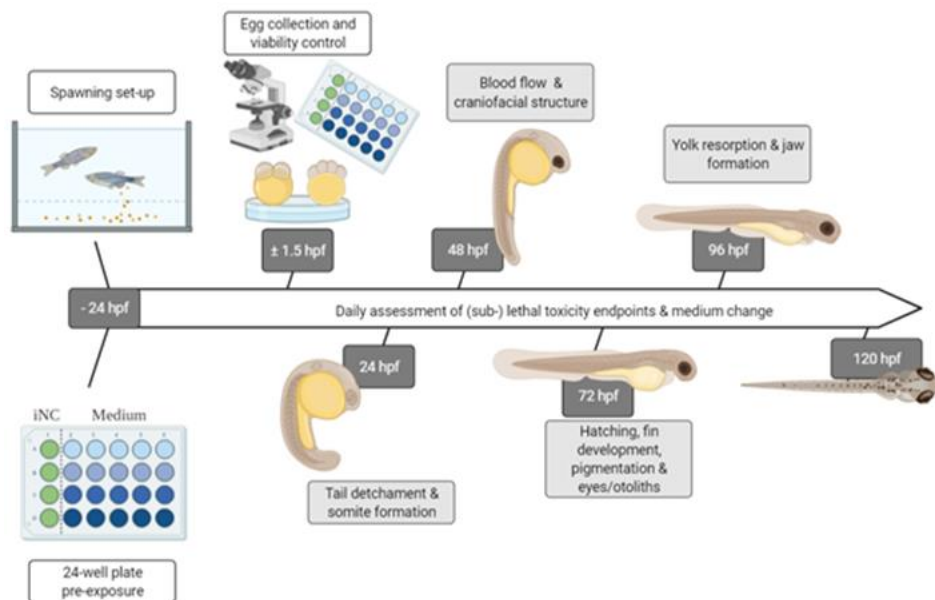 Egg collection and
viability control
Spawning set-up
Blood flow &
craniofacial structure
Yolk resorption & jaw
formation
± 1.5 hpf
48 hpf
96 hpf
- 24 hpf
Daily assessment of (sub-) lethal toxicity endpoints & medium change
24 hpf
72 hpf
120 hpf
iNC Medium
Hatching, fin
development,
pigmentation &
eyes/otoliths
Tail detchament &
somite formation
24-well plate
pre-exposure